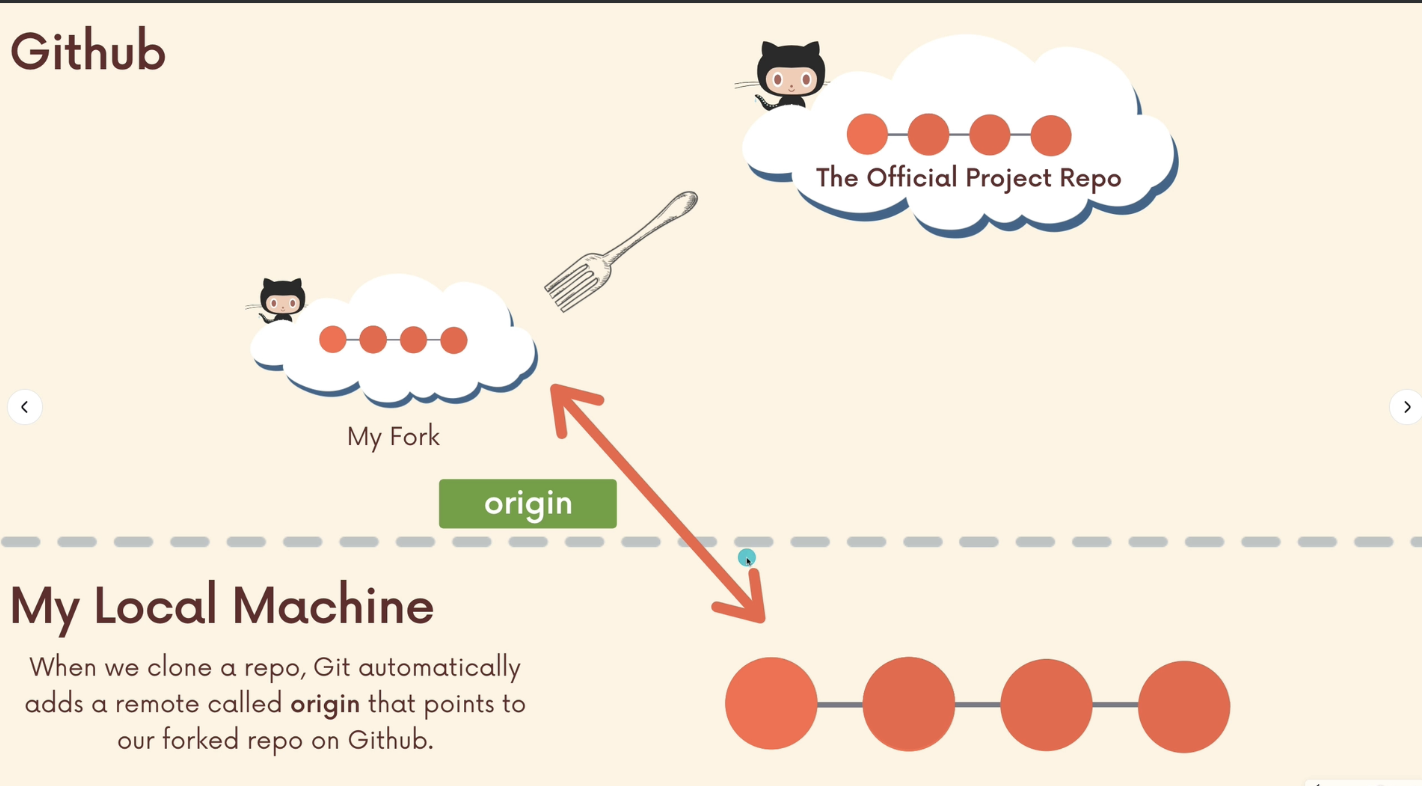 Github
The Official Project Repo
My Fork
origin
My Local Machine
When we clone a repo, Git automatically
adds a remote called origin that points to
our forked repo on Github.